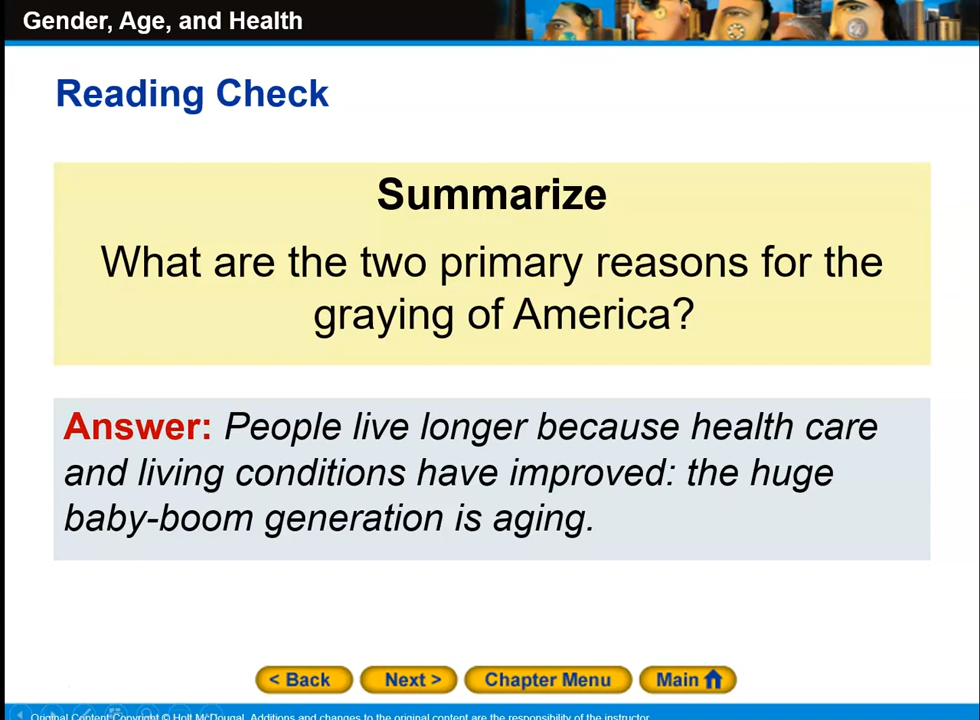 Gender, Age, and Health
Reading Check
Summarize
What are the two primary reasons for the
graying of America?
Answer: People live longer because health care
and living conditions have improved: the huge
baby-boom generation is aging.
< Back
Next >
Chapter Menu
Main
Original Content Copyright © Holt McDougal. Additions and changes to the original content are the responsibility of the instructor.